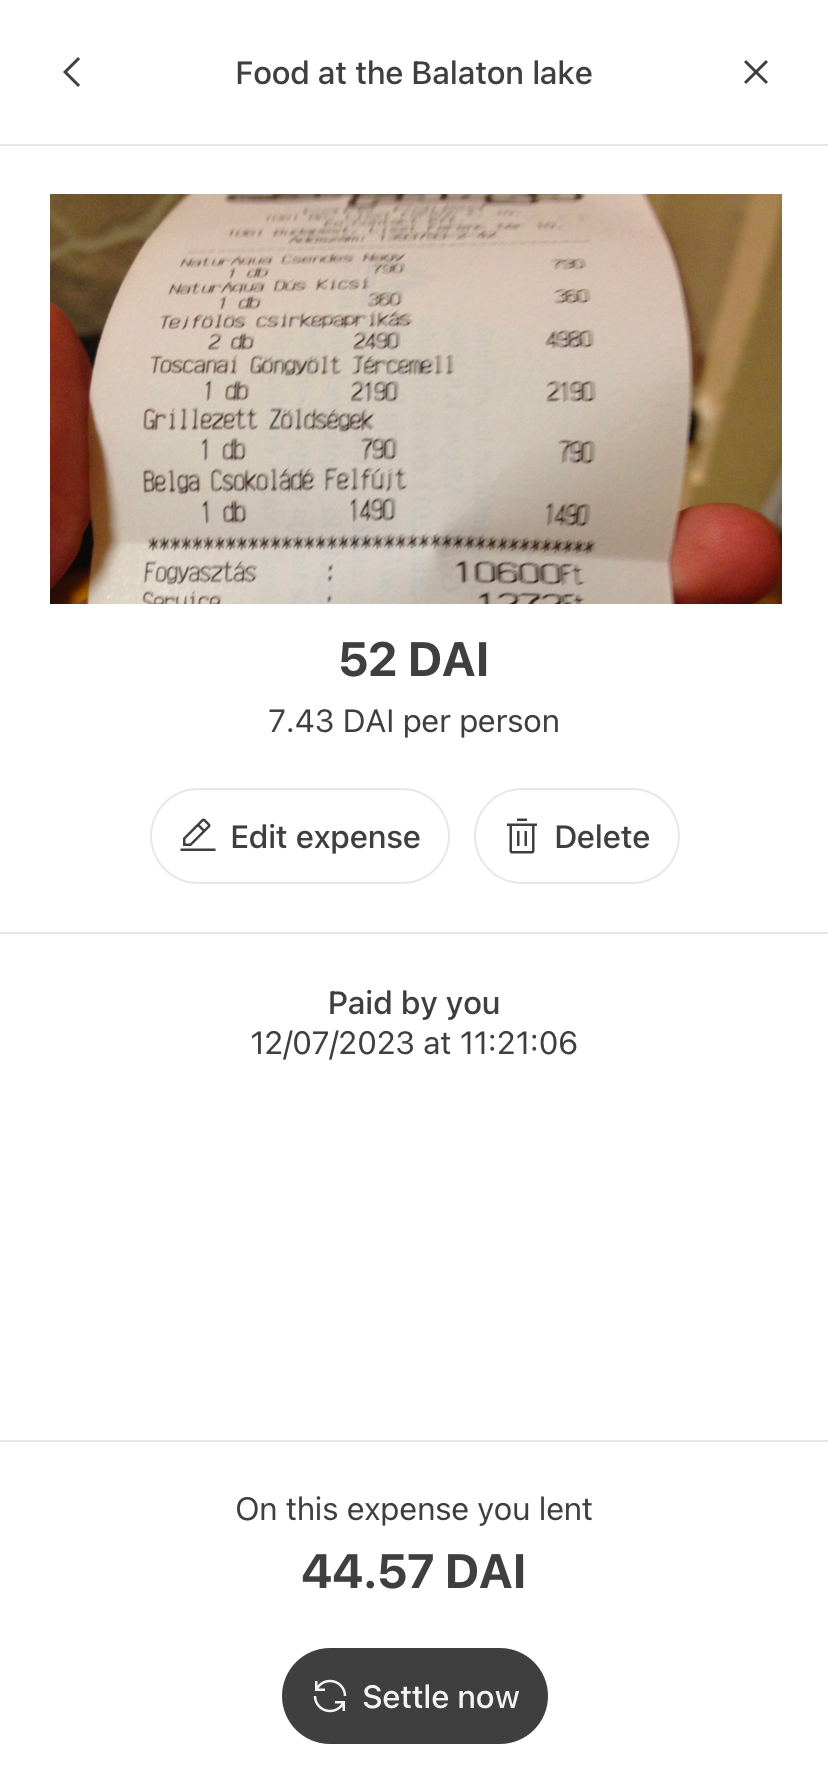 Food at the Balaton lake
NaturAqua Csendes Nagy
1 db 790 790
NaturAqua Dús Kicsi
1 db 360 360
Tejfölös csirkepaprikás
2 db 2490 4980
Toscanai Göngyölt Jércemell
1 db 2190 2190
Grillezett Zöldségek
1 db 790 790
Belga Csokoládé Felfújt
1 db 1490 1490
****************************************
Fogyasztás : 10600Ft
Service : 1272Ft
52 DAI
7.43 DAI per person
Edit expense Delete
Paid by you
12/07/2023 at 11:21:06
On this expense you lent
44.57 DAI
Settle now